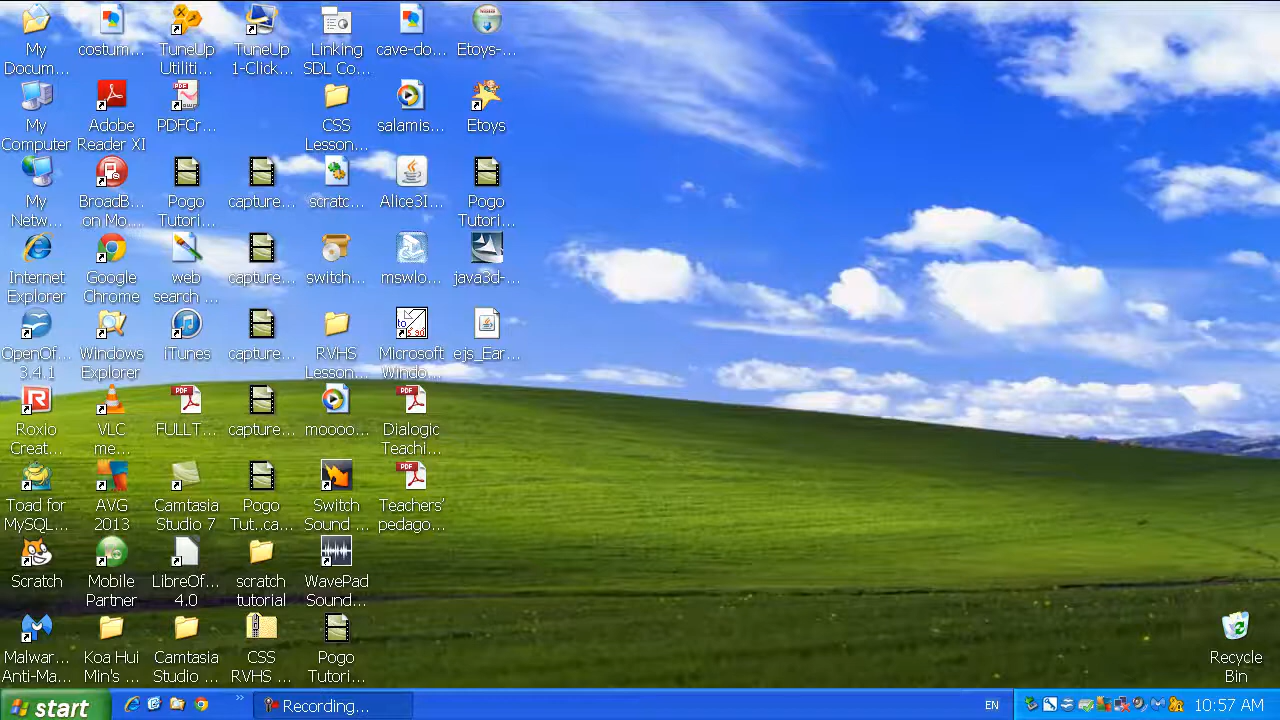 My
Docum...
costum...
TuneUp
Utiliti...
TuneUp
1-Click...
Linking
SDL Co...
cave-do...
Etoys-...
My
Computer
Adobe
Reader XI
PDFCr...
CSS
Lesson...
salamis...
Etoys
My
Netw...
BroadB...
on Mo...
Pogo
Tutori...
capture...
scratc...
Alice3I...
Pogo
Tutori...
Internet
Explorer
Google
Chrome
web
search ...
capture...
switch...
mswlo...
java3d-...
OpenOf...
3.4.1
Windows
Explorer
iTunes
capture...
RVHS
Lesson...
Microsoft
Windo...
ejs_Ear...
Roxio
Creat...
VLC
me...
FULLT...
capture...
moooo...
Dialogic
Teachi...
Toad for
MySQL...
AVG
2013
Camtasia
Studio 7
Pogo
Tut..ca...
Switch
Sound ...
Teachers'
pedago...
Scratch
Mobile
Partner
LibreOf...
4.0
scratch
tutorial
WavePad
Sound...
Malwar...
Anti-Ma...
Koa Hui
Min's ...
Camtasia
Studio ...
CSS
RVHS ...
Pogo
Tutori...
Recycle
Bin
start
Recording...
EN
10:57 AM